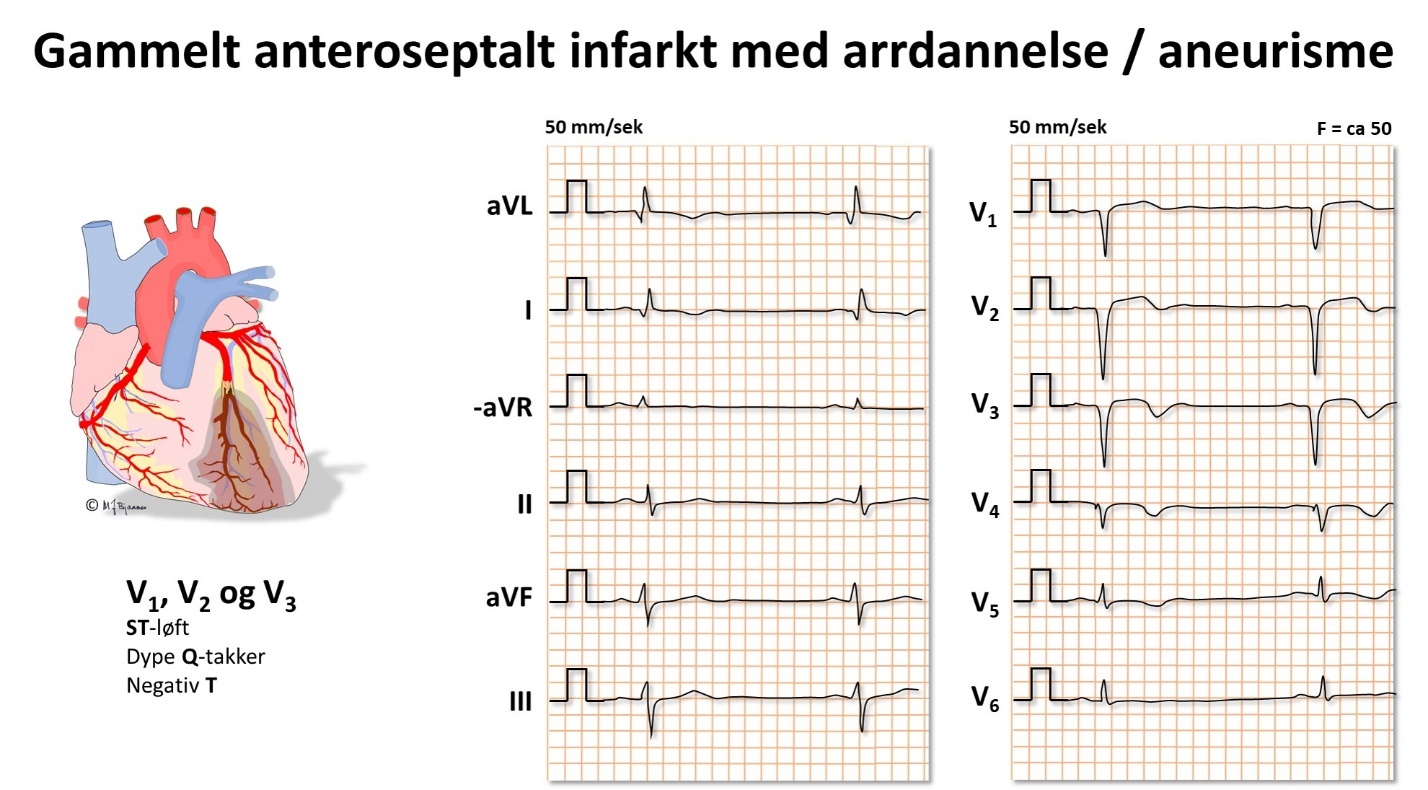 Gammelt anteroseptalt infarkt med arrdannelse / aneurisme
50 mm/sek
aVL
I
-aVR
II
aVF
III
50 mm/sek
F = ca 50
V1
V2
V3
V4
V5
V6
©
V1, V2 og V3
ST-løft
Dype Q-takker
Negativ T